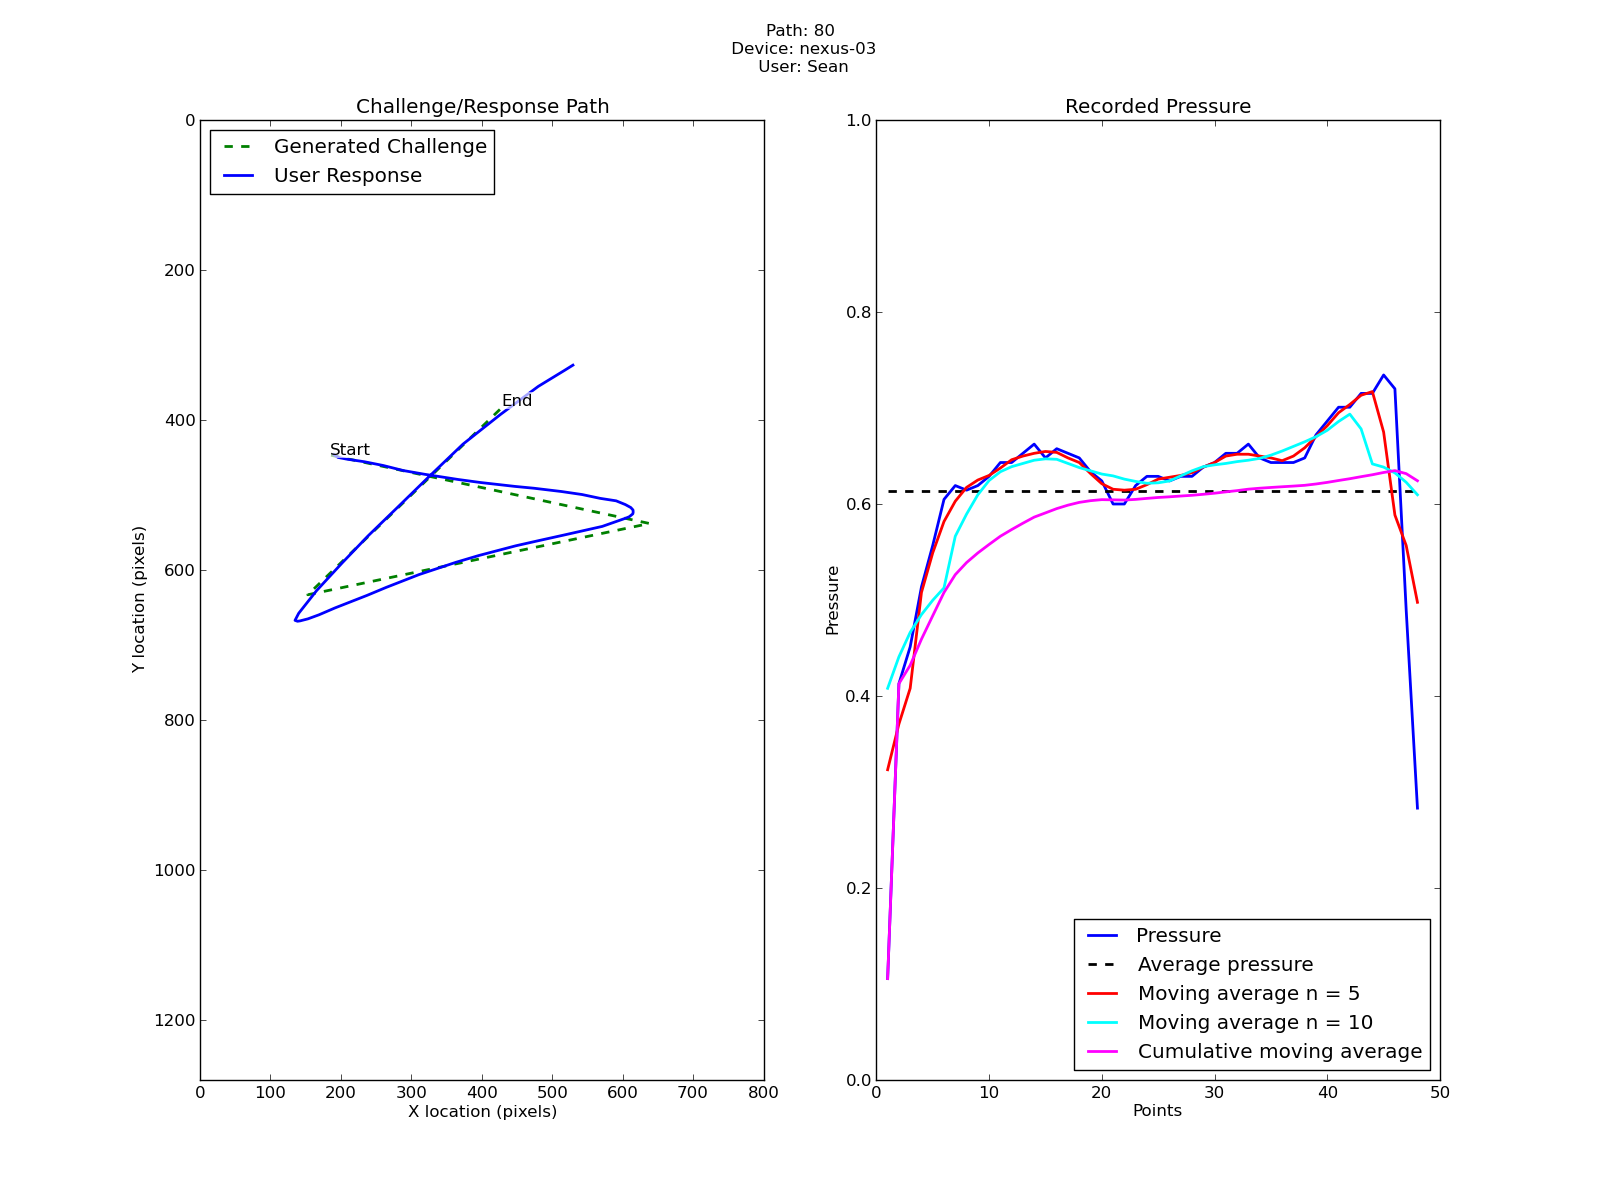 Path: 80
Device: nexus-03
User: Sean
Challenge/Response Path
Generated Challenge
User Response
Start
End
0
200
400
600
800
1000
1200
Y location (pixels)
0 100 200 300 400 500 600 700 800
X location (pixels)
Recorded Pressure
1.0
0.8
0.6
0.4
0.2
0.0
Pressure
Pressure
Average pressure
Moving average n = 5
Moving average n = 10
Cumulative moving average
0 10 20 30 40 50
Points